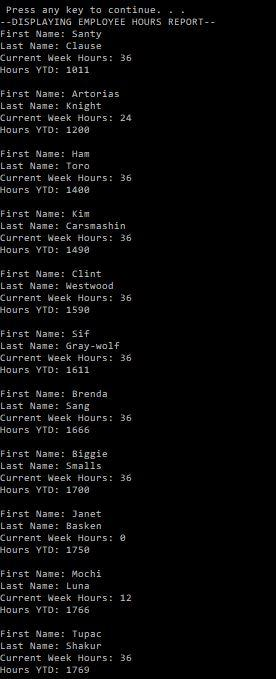 Press any key to continue. . .
--DISPLAYING EMPLOYEE HOURS REPORT--
First Name: Santy
Last Name: Clause
Current Week Hours: 36
Hours YTD: 1011
First Name: Artorias
Last Name: Knight
Current Week Hours: 24
Hours YTD: 1200
First Name: Ham
Last Name: Toro
Current Week Hours: 36
Hours YTD: 1400
First Name: Kim
Last Name: Carsmashin
Current Week Hours: 36
Hours YTD: 1490
First Name: Clint
Last Name: Westwood
Current Week Hours: 36
Hours YTD: 1590
First Name: Sif
Last Name: Gray-wolf
Current Week Hours: 36
Hours YTD: 1611
First Name: Brenda
Last Name: Sang
Current Week Hours: 36
Hours YTD: 1666
First Name: Biggie
Last Name: Smalls
Current Week Hours: 36
Hours YTD: 1700
First Name: Janet
Last Name: Basken
Current Week Hours: 0
Hours YTD: 1750
First Name: Mochi
Last Name: Luna
Current Week Hours: 12
Hours YTD: 1766
First Name: Tupac
Last Name: Shakur
Current Week Hours: 36
Hours YTD: 1769